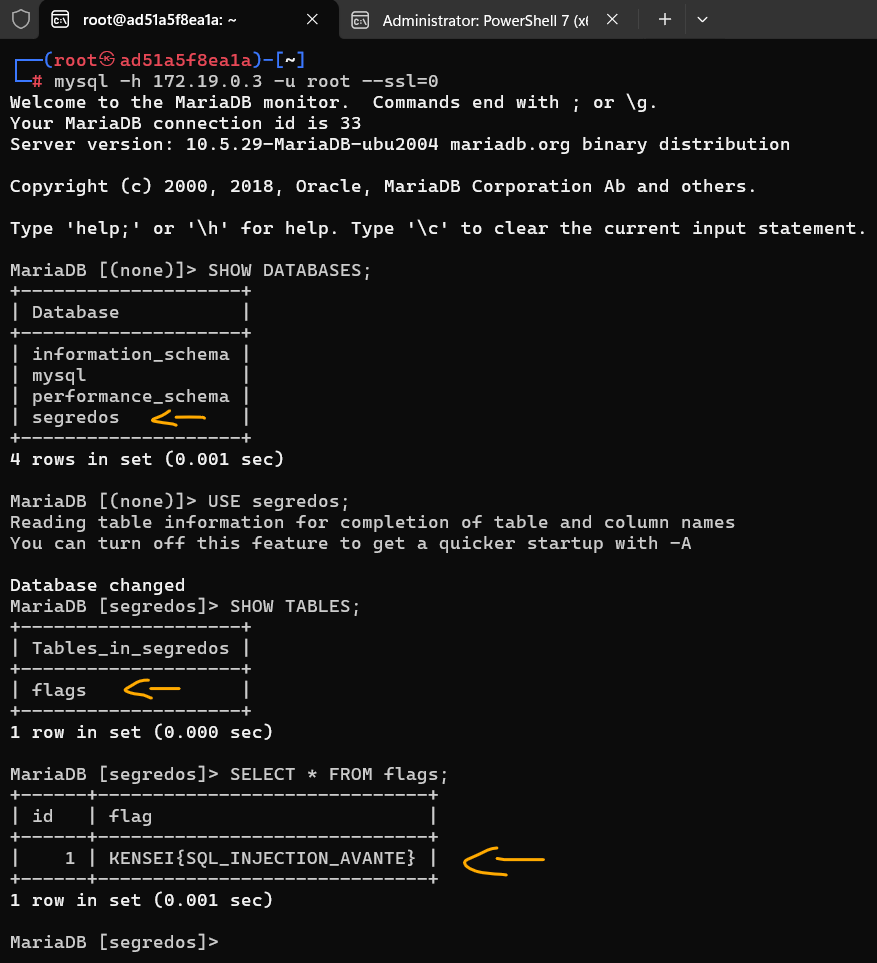 root@ad51a5f8ea1a: ~
Administrator: PowerShell 7 (x
(root㉿ad51a5f8ea1a)-[~]
# mysql -h 172.19.0.3 -u root --ssl=0
Welcome to the MariaDB monitor.  Commands end with ; or \g.
Your MariaDB connection id is 33
Server version: 10.5.29-MariaDB-ubu2004 mariadb.org binary distribution
Copyright (c) 2000, 2018, Oracle, MariaDB Corporation Ab and others.
Type 'help;' or '\h' for help. Type '\c' to clear the current input statement.
MariaDB [(none)]> SHOW DATABASES;
+--------------------+
| Database           |
+--------------------+
| information_schema |
| mysql              |
| performance_schema |
| segredos           |
+--------------------+
4 rows in set (0.001 sec)
MariaDB [(none)]> USE segredos;
Reading table information for completion of table and column names
You can turn off this feature to get a quicker startup with -A
Database changed
MariaDB [segredos]> SHOW TABLES;
+--------------------+
| Tables_in_segredos |
+--------------------+
| flags              |
+--------------------+
1 row in set (0.000 sec)
MariaDB [segredos]> SELECT * FROM flags;
+------+------------------------------+
| id   | flag                         |
+------+------------------------------+
|    1 | KENSEI{SQL_INJECTION_AVANTE} |
+------+------------------------------+
1 row in set (0.001 sec)
MariaDB [segredos]>